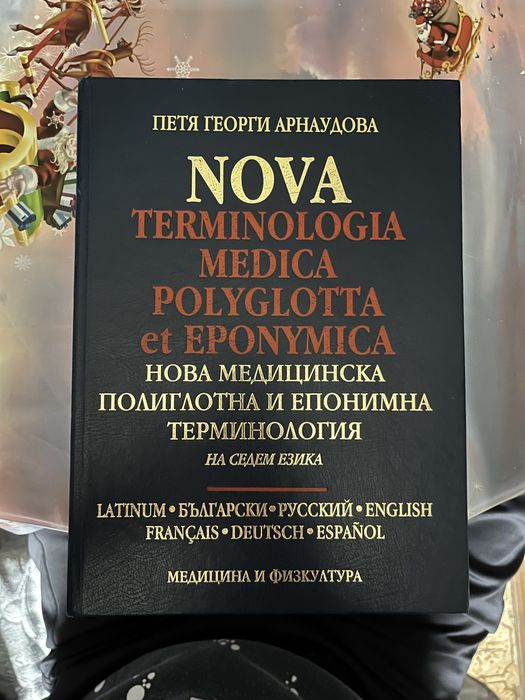 ПЕТЯ ГЕОРГИ АРНАУДОВА
NOVA
TERMINOLOGIA
MEDICA
POLYGLOTTA
et EPONYMICA
НОВА МЕДИЦИНСКА
ПОЛИГЛОТНА И ЕПОНИМНА
ТЕРМИНОЛОГИЯ
НА СЕДЕМ ЕЗИКА
LATINUM • БЪЛГАРСКИ • РУССКИЙ • ENGLISH
FRANÇAIS • DEUTSCH • ESPAÑOL
МЕДИЦИНА И ФИЗКУЛТУРА